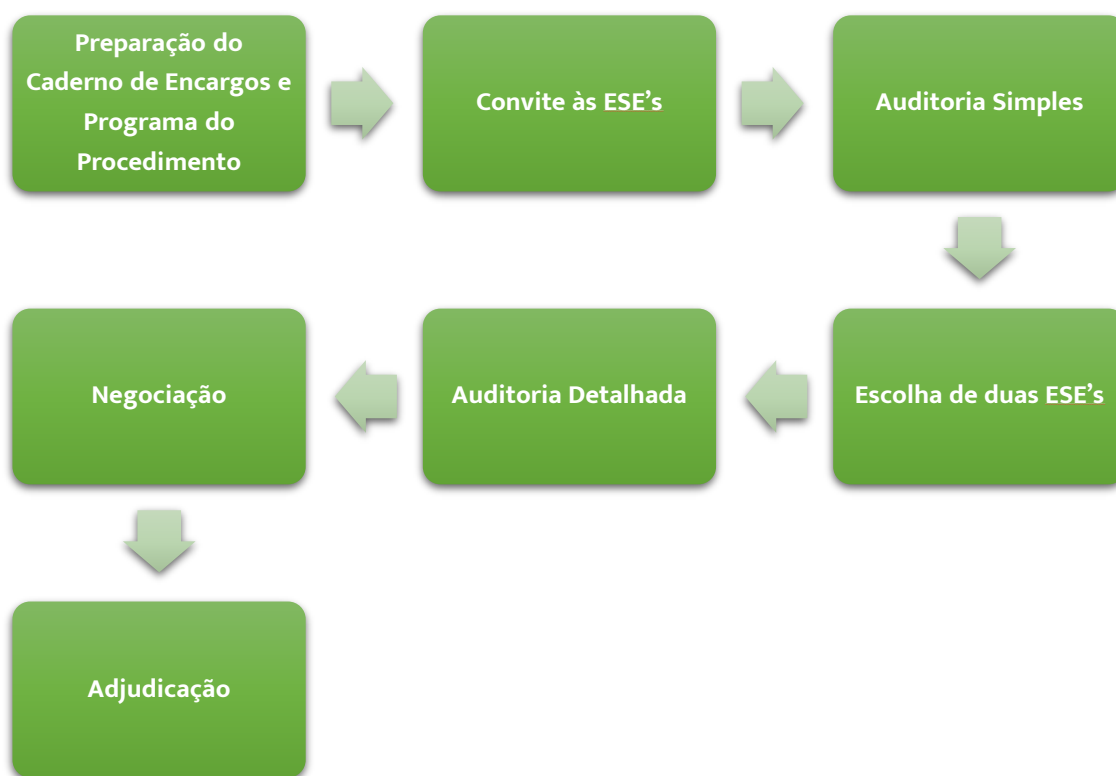 Preparação do
Caderno de Encargos e
Programa do
Procedimento
Convite às ESE’s
Auditoria Simples
Escolha de duas ESE’s
Auditoria Detalhada
Negociação
Adjudicação